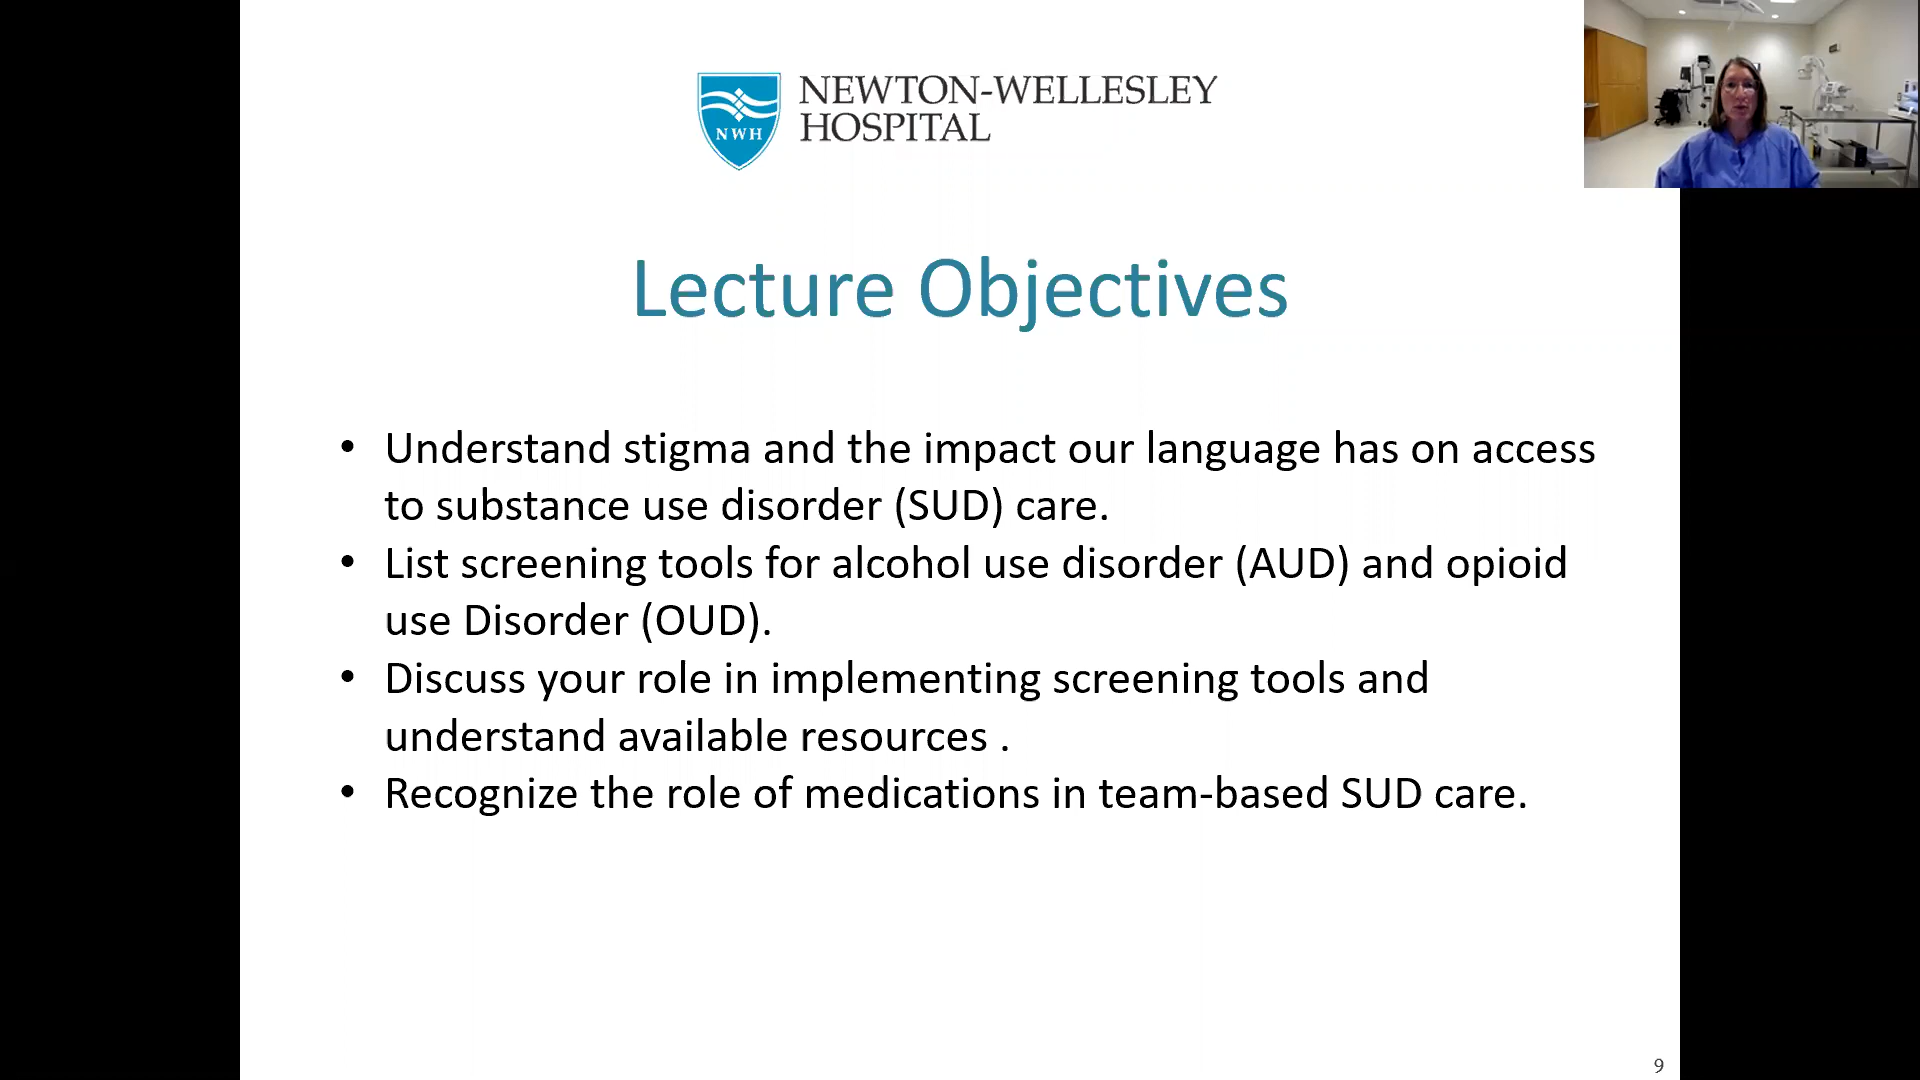 NWH
NEWTON-WELLESLEY
HOSPITAL
Lecture Objectives
• Understand stigma and the impact our language has on access
to substance use disorder (SUD) care.
• List screening tools for alcohol use disorder (AUD) and opioid
use Disorder (OUD).
• Discuss your role in implementing screening tools and
understand available resources .
• Recognize the role of medications in team-based SUD care.
9